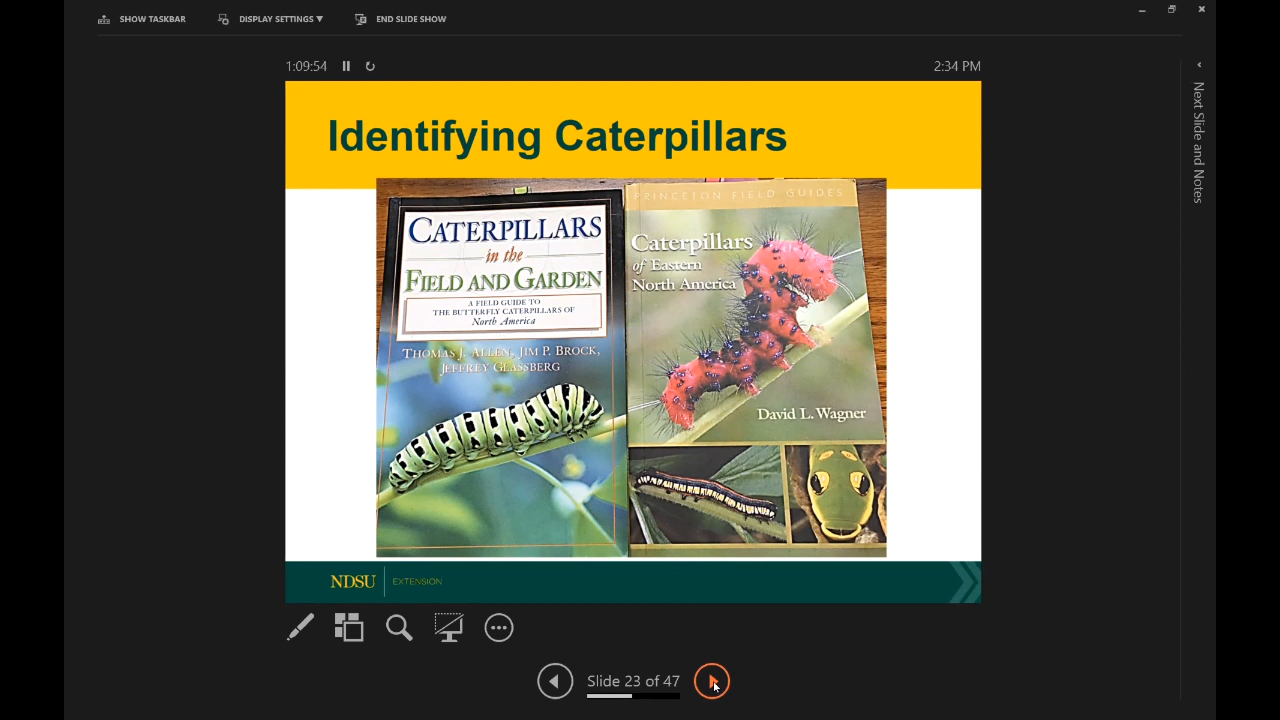 SHOW TASKBAR
DISPLAY SETTINGS ▼
END SLIDE SHOW
1:09:54
2:34 PM
Next Slide and Notes
Identifying Caterpillars
CATERPILLARS
in the
FIELD AND GARDEN
A FIELD GUIDE TO
THE BUTTERFLY CATERPILLARS OF
North America
THOMAS J. ALLEN, JIM P. BROCK,
JEFFREY GLASSBERG
PRINCETON FIELD GUIDES
Caterpillars
of Eastern
North America
David L. Wagner
NDSU
EXTENSION
Slide 23 of 47